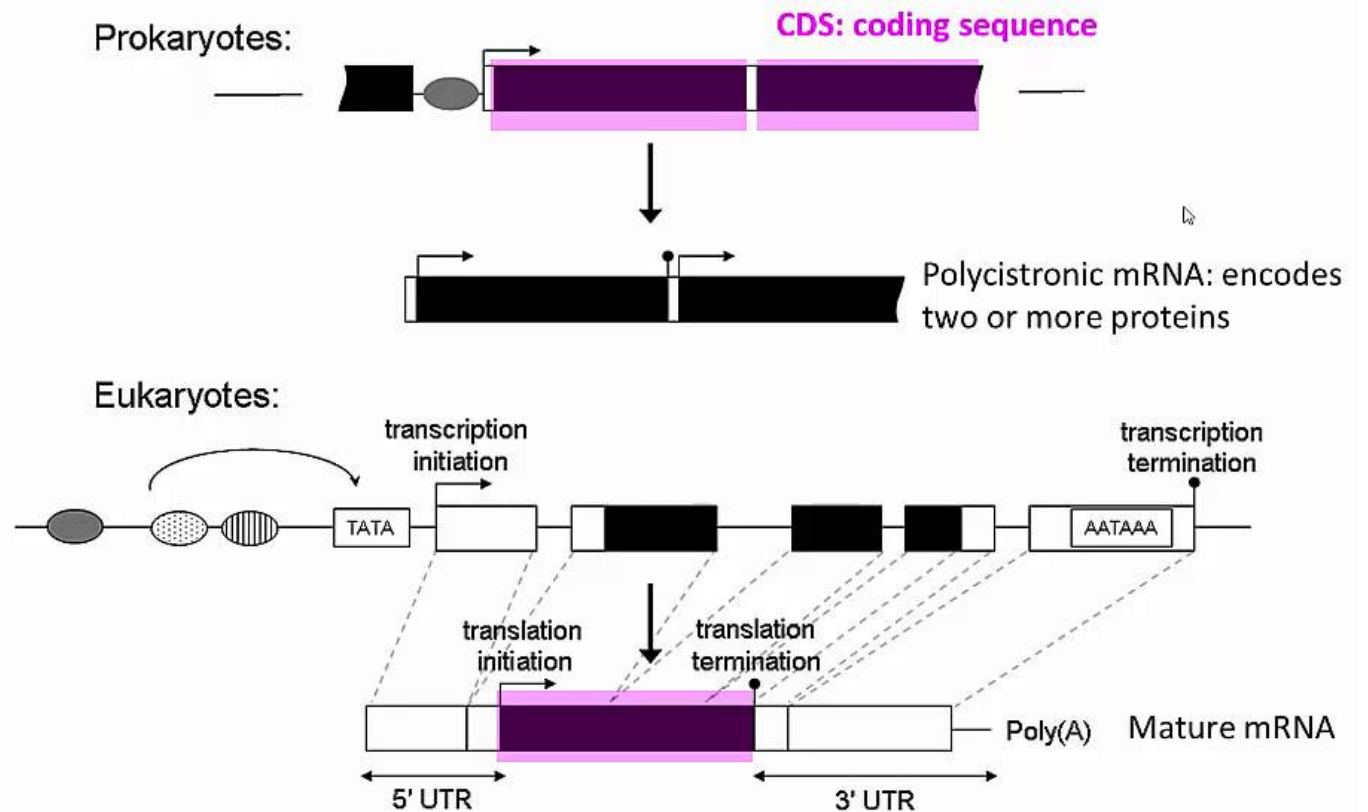 Prokaryotes:
CDS: coding sequence
Polycistronic mRNA: encodes
two or more proteins
Eukaryotes:
transcription
initiation
transcription
termination
TATA
AATAAA
translation
initiation
translation
termination
Poly(A)
Mature mRNA
5' UTR
3' UTR